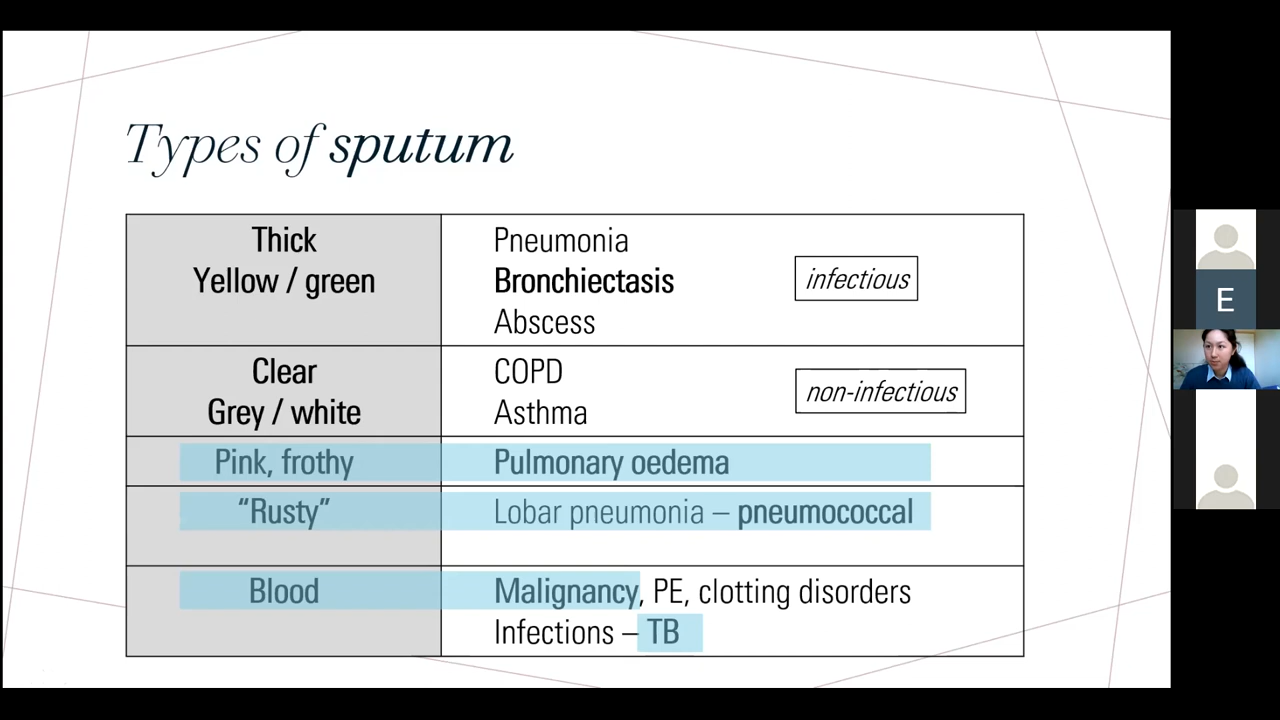 Types of sputum
Thick
Yellow / green
Pneumonia
Bronchiectasis
Abscess
infectious
Clear
Grey / white
COPD
Asthma
non-infectious
Pink, frothy
Pulmonary oedema
“Rusty”
Lobar pneumonia – pneumococcal
Blood
Malignancy, PE, clotting disorders
Infections – TB
E